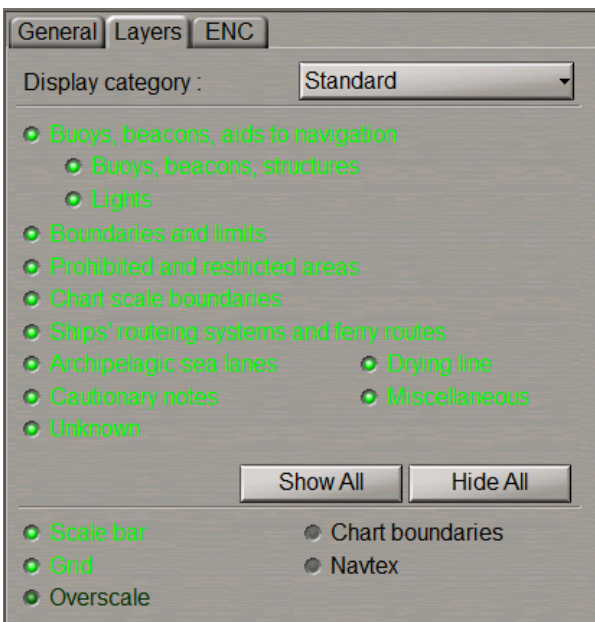 General Layers ENC
Display category : Standard
Buoys, beacons, aids to navigation
Buoys, beacons, structures
Lights
Boundaries and limits
Prohibited and restricted areas
Chart scale boundaries
Ships' routeing systems and ferry routes
Archipelagic sea lanes Drying line
Cautionary notes Miscellaneous
Unknown
Show All Hide All
Scale bar Chart boundaries
Grid Navtex
Overscale